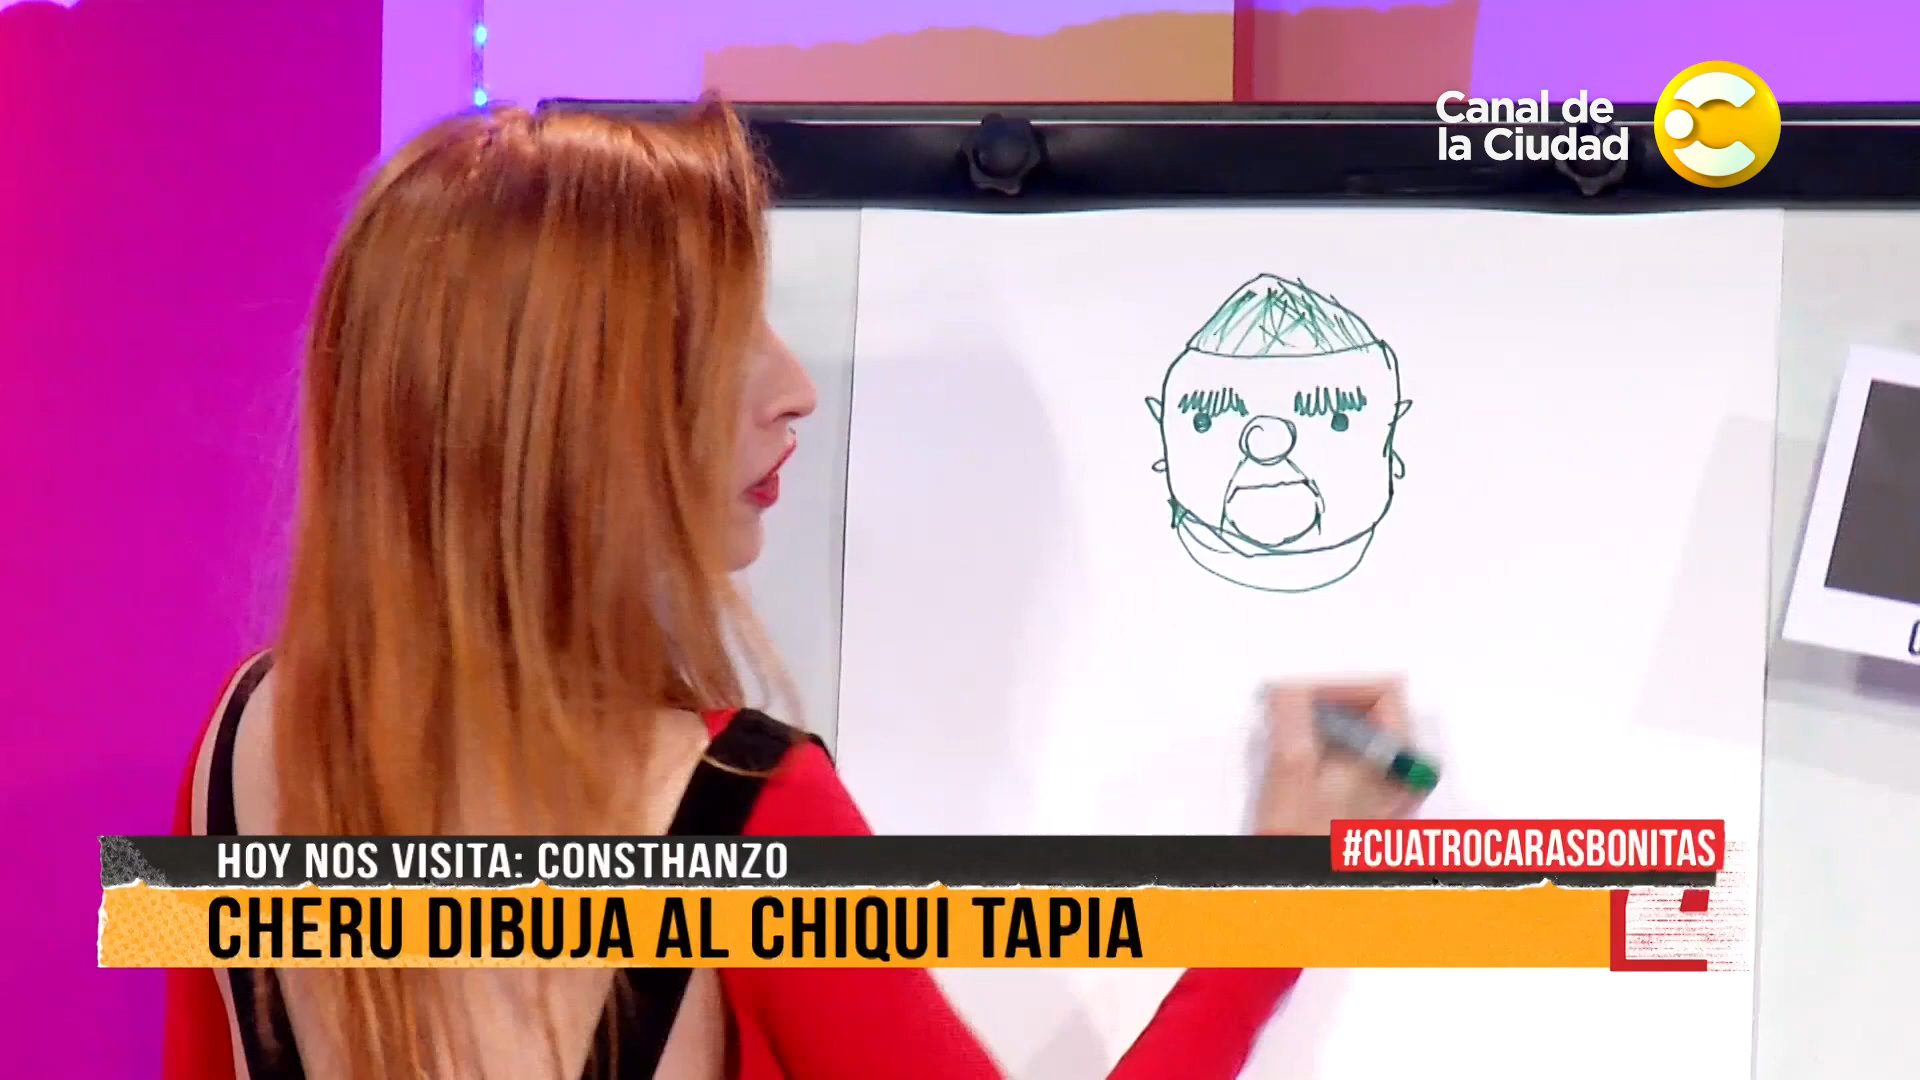 Canal de
la Ciudad
#CUATROCARASBONITAS
HOY NOS VISITA: CONSTHANZO
CHERU DIBUJA AL CHIQUI TAPIA